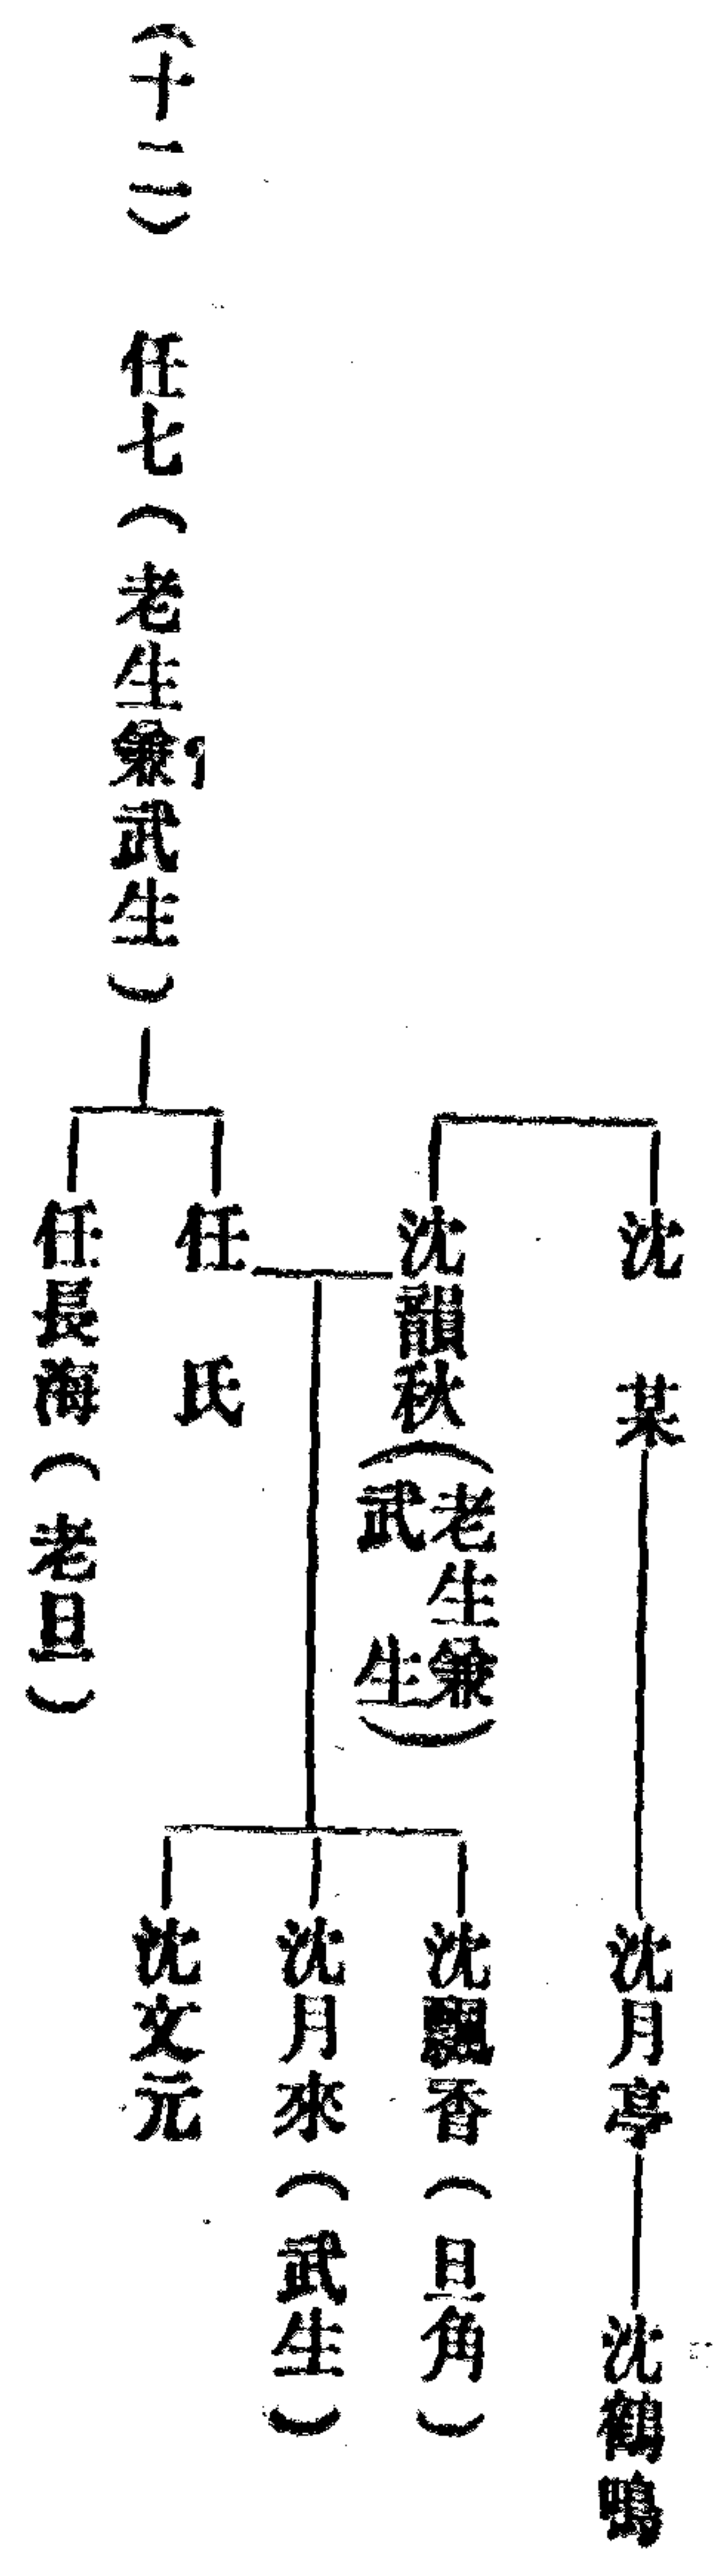 沈某
沈月亭
沈鶴鳴
沈韻秋（老生兼武生）
沈飄香（旦角）
沈月來（武生）
沈文元
任氏
任長海（老旦）
（十二）　任七（老生兼武生）